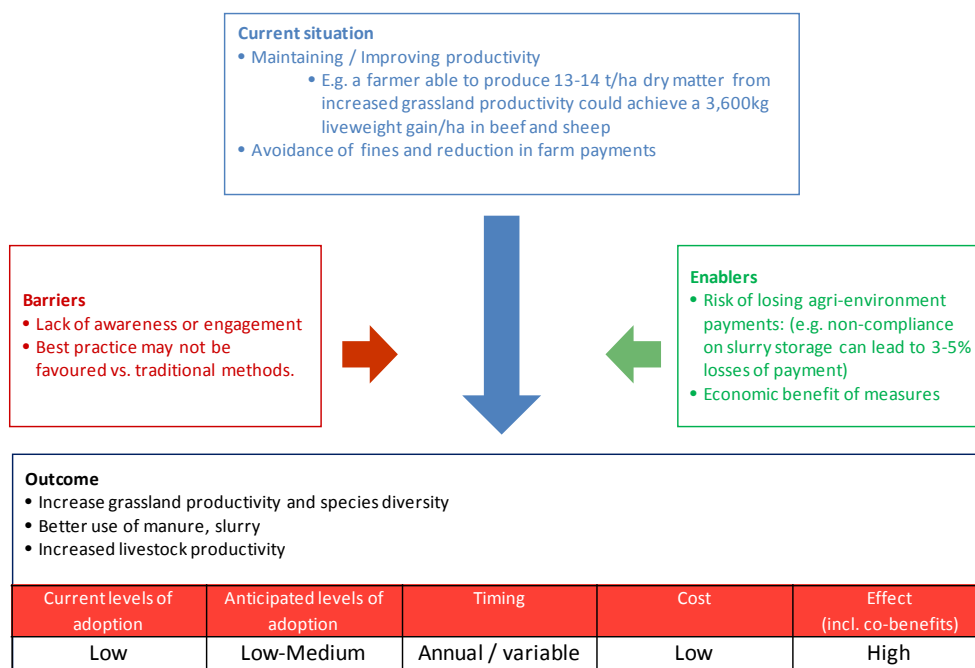 Current situation
• Maintaining / Improving productivity
• E.g. a farmer able to produce 13-14 t/ha dry matter from
increased grassland productivity could achieve a 3,600kg
liveweight gain/ha in beef and sheep
• Avoidance of fines and reduction in farm payments
Barriers
• Lack of awareness or engagement
• Best practice may not be
favoured vs. traditional methods.
Enablers
• Risk of losing agri-environment
payments: (e.g. non-compliance
on slurry storage can lead to 3-5%
losses of payment)
• Economic benefit of measures
Outcome
• Increase grassland productivity and species diversity
• Better use of manure, slurry
• Increased livestock productivity
Current levels of
adoption
Anticipated levels of
adoption
Timing
Cost
Effect
(incl. co-benefits)
Low
Low-Medium
Annual / variable
Low
High